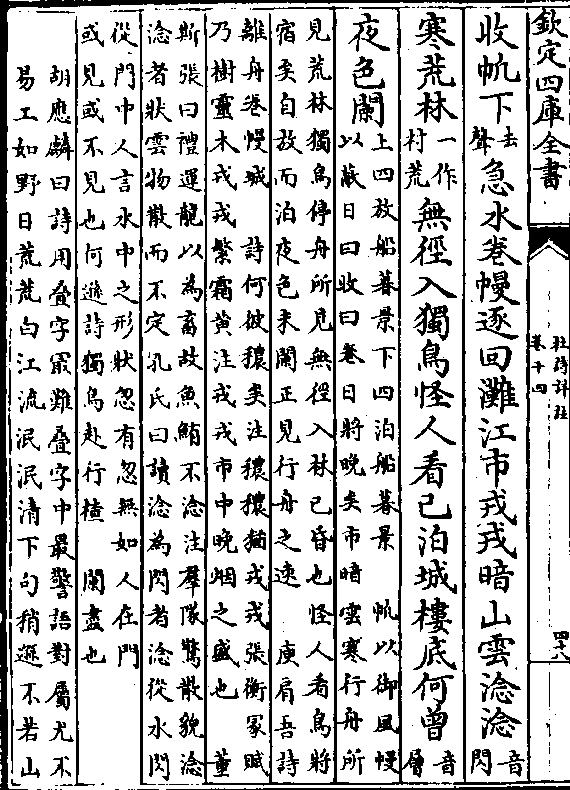 欽定四庫全書
杜詩詳註
卷十四
四十八
收帆下去聲急水卷幔逐回灘江市戎戎暗山雲淰淰音閃
寒荒林一作村荒無徑入獨鳥怪人看已泊城樓底何曾音層
夜色闌
上四放船暮景下四泊船暮景 帆以御風幔
以蔽日曰收曰卷日將晚矣市暗雲寒行舟所
見荒林獨鳥停舟所見無徑入林已昏也怪人看鳥將
宿矣自放而泊夜色未闌正見行舟之速 庾肩吾詩
離舟卷幔城 詩何彼穠矣注穠穠猶戎戎張衡冢賦
乃樹靈木戎戎繁霜黄注戎戎市中晚烟之盛也 董
斯張曰禮運龍以為畜故魚鮪不淰注羣隊驚散貌淰
淰者狀雲物散而不定孔氏曰讀淰為閃者淰從水閃
從門中人言水中之形狀忽有忽無如人在門
或見或不見也何遜詩獨鳥赴行楂 闌盡也
胡應麟曰詩用叠字㝡難叠字中最警語對屬尤不
易工如野日荒荒白江流泯泯清下句稍遜不若山